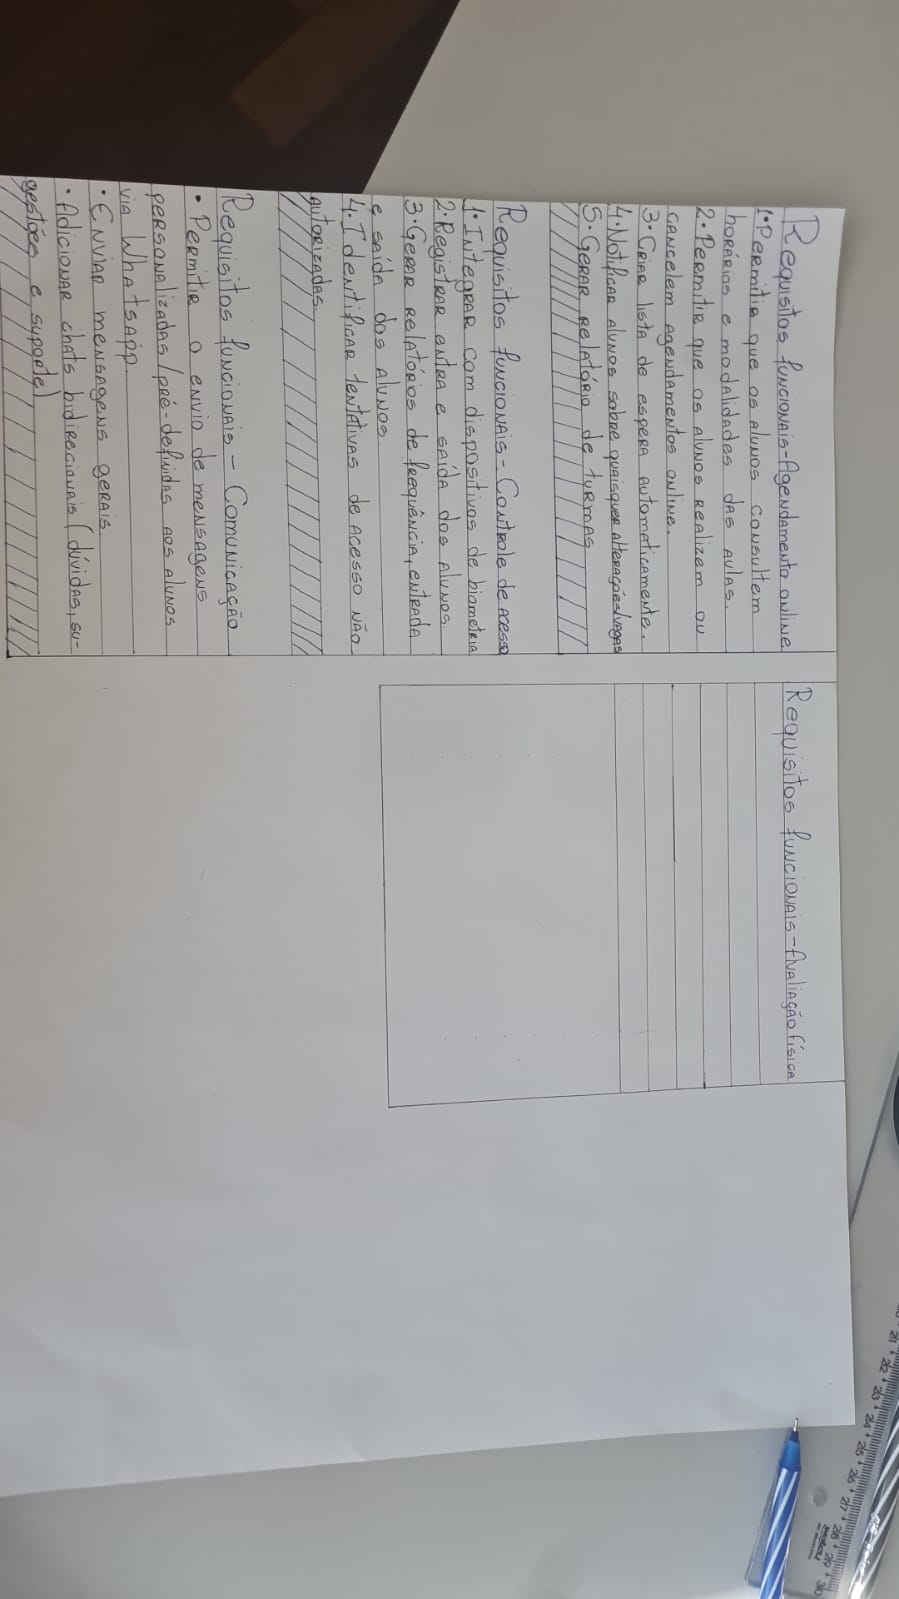 Requisitos funcionais-Agendamento online
1.Permitir que os alunos consultem
horários e modalidades das aulas.
2.Permitir que os alunos realizem ou
cancelem agendamentos online.
3.Criar lista de espera automaticamente.
4.Notificar alunos sobre quaisquer alterações/vagas
5.Gerar relatório de turmas
Requisitos funcionais-Controle de acesso
1.Integrar com dispositivos de biometria
2.Registrar entra e saída dos alunos.
3.Gerar relatórios de frequência, entrada
e saída dos alunos.
4.Identificar tentativas de acesso não
autorizadas.
Requisitos funcionais - Comunicação
• Permitir o envio de mensagens
personalizadas/pré-definidas aos alunos
via WhatsApp.
• Enviar mensagens gerais.
• Adicionar chats bidirecionais (dúvidas, su-
gestões e suporte)
Requisitos funcionais-Avaliação física
21 22 23 24 25 26 27 28 29 30